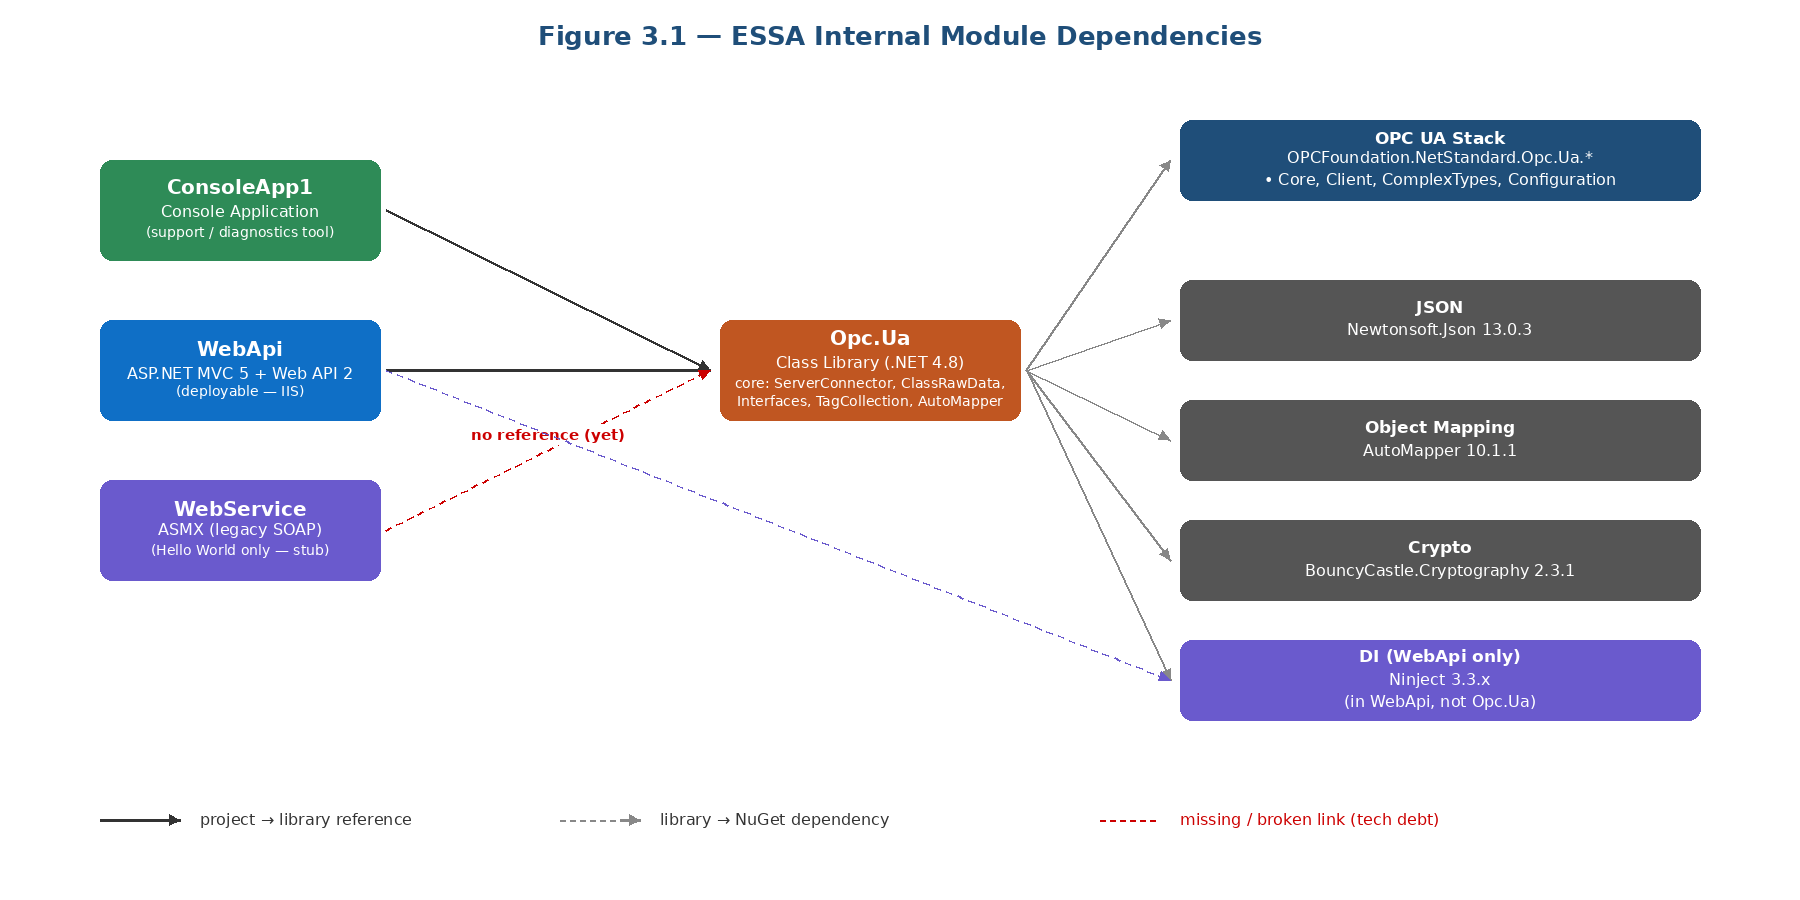 Figure 3.1 — ESSA Internal Module Dependencies
ConsoleApp1
Console Application
(support / diagnostics tool)
WebApi
ASP.NET MVC 5 + Web API 2
(deployable — IIS)
WebService
ASMX (legacy SOAP)
(Hello World only — stub)
no reference (yet)
Opc.Ua
Class Library (.NET 4.8)
core: ServerConnector, ClassRawData,
Interfaces, TagCollection, AutoMapper
OPC UA Stack
OPCFoundation.NetStandard.Opc.Ua.*
• Core, Client, ComplexTypes, Configuration
JSON
Newtonsoft.Json 13.0.3
Object Mapping
AutoMapper 10.1.1
Crypto
BouncyCastle.Cryptography 2.3.1
DI (WebApi only)
Ninject 3.3.x
(in WebApi, not Opc.Ua)
project → library reference
library → NuGet dependency
missing / broken link (tech debt)